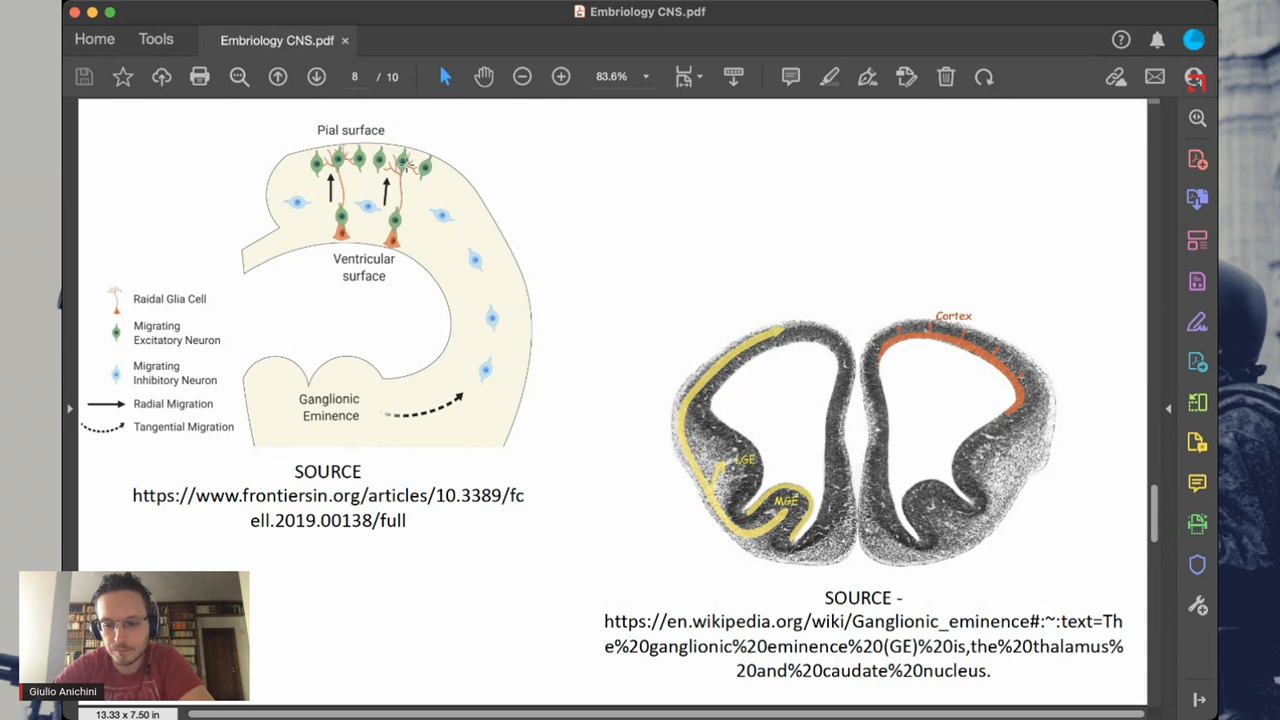 Embriology CNS.pdf
Home
Tools
Embriology CNS.pdf ×
8 / 10
83.6%
Pial surface
Ventricular
surface
Raidal Glia Cell
Migrating
Excitatory Neuron
Migrating
Inhibitory Neuron
Radial Migration
Tangential Migration
Ganglionic
Eminence
SOURCE
https://www.frontiersin.org/articles/10.3389/fc
ell.2019.00138/full
Cortex
LGE
MGE
SOURCE -
https://en.wikipedia.org/wiki/Ganglionic_eminence#:~:text=Th
e%20ganglionic%20eminence%20(GE)%20is,the%20thalamus%
20and%20caudate%20nucleus.
Giulio Anichini
13.33 x 7.50 in